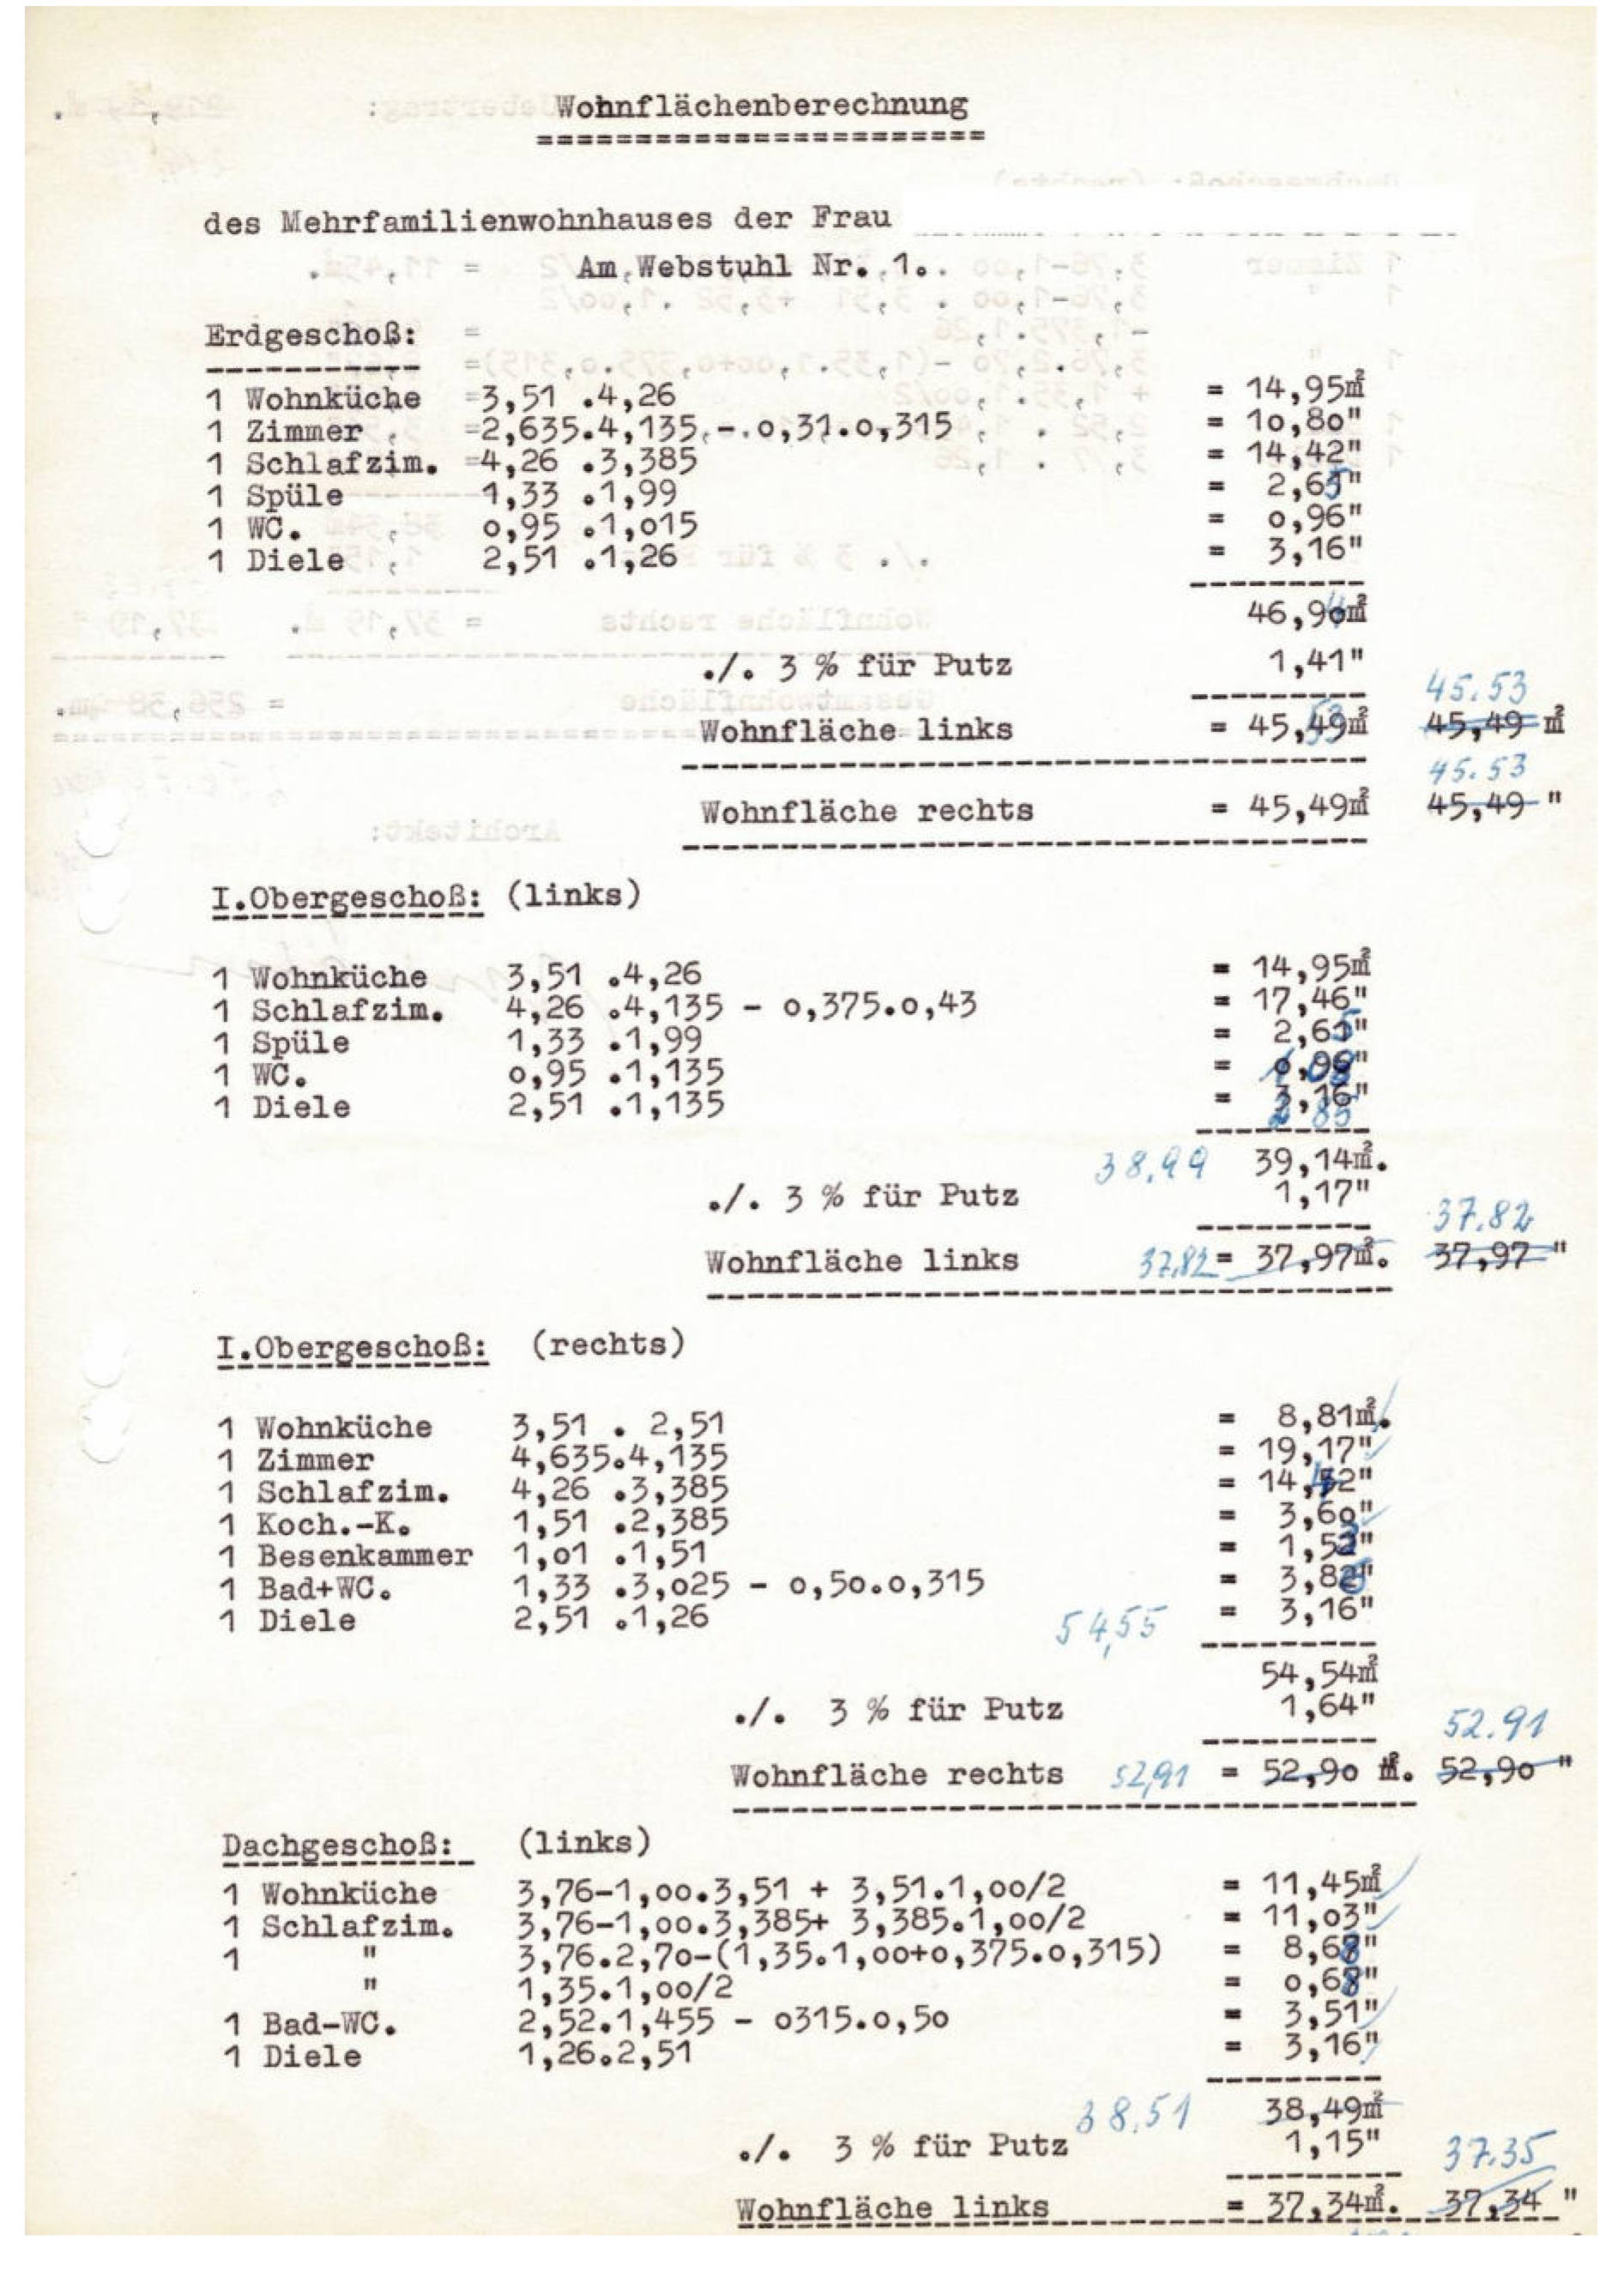 Wohnflächenberechnung
=======================
des Mehrfamilienwohnhauses der Frau
Am Webstuhl Nr. 1.
Erdgeschoß:
-----------
1 Wohnküche =3,51 .4,26 = 14,95m²
1 Zimmer =2,635.4,135 - 0,31.0,315 = 10,80"
1 Schlafzim. =4,26 .3,385 = 14,42"
1 Spüle 1,33 .1,99 = 2,65"
1 WC. 0,95 .1,015 = 0,96"
1 Diele 2,51 .1,26 = 3,16"
46,94m²
./. 3 % für Putz 1,41"
45.53
Wohnfläche links = 45,49m² 53 45,49 m²
45.53
Wohnfläche rechts = 45,49m² 45,49 "
I.Obergeschoß: (links)
1 Wohnküche 3,51 .4,26 = 14,95m²
1 Schlafzim. 4,26 .4,135 - 0,375.0,43 = 17,46"
1 Spüle 1,33 .1,99 = 2,65"
1 WC. 0,95 .1,135 = 1,08"
1 Diele 2,51 .1,135 = 3,16" 2 85
38,99 39,14m².
./. 3 % für Putz 1,17"
37.82
Wohnfläche links 37,82 = 37,97m². 37,97 "
I.Obergeschoß: (rechts)
1 Wohnküche 3,51 . 2,51 = 8,81m².
1 Zimmer 4,635.4,135 = 19,17"
1 Schlafzim. 4,26 .3,385 = 14,42"
1 Koch.-K. 1,51 .2,385 = 3,60"
1 Besenkammer 1,01 .1,51 = 1,53"
1 Bad+WC. 1,33 .3,025 - 0,50.0,315 = 3,86"
1 Diele 2,51 .1,26 = 3,16"
54,55
54,54m²
./. 3 % für Putz 1,64"
52.91
Wohnfläche rechts 52,91 = 52,90 m². 52,90 "
Dachgeschoß: (links)
1 Wohnküche 3,76-1,00.3,51 + 3,51.1,00/2 = 11,45m²
1 Schlafzim. 3,76-1,00.3,385+ 3,385.1,00/2 = 11,03"
1 " 3,76.2,70-(1,35.1,00+0,375.0,315) = 8,68"
" 1,35.1,00/2 = 0,68"
1 Bad-WC. 2,52.1,455 - 0315.0,50 = 3,51"
1 Diele 1,26.2,51 = 3,16"
38,51 38,49m²
./. 3 % für Putz 1,15"
37.35
Wohnfläche links = 37,34m². 37,34 "